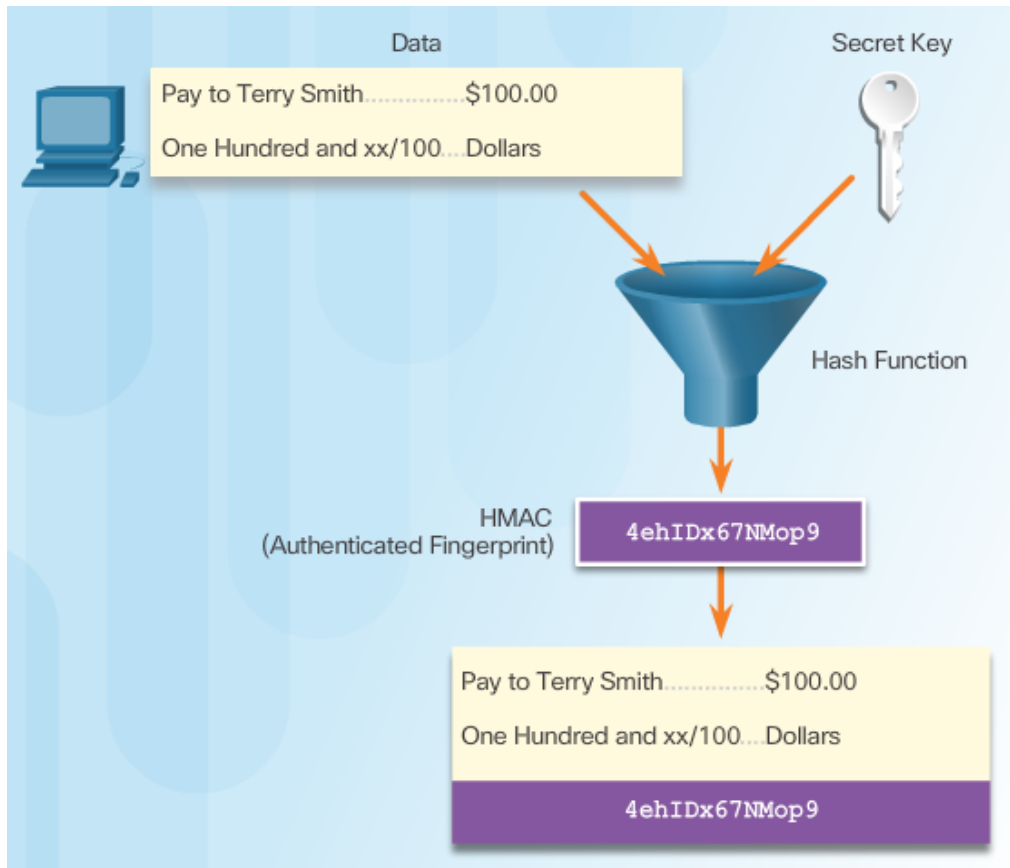 Data
Secret Key
Pay to Terry Smith...............$100.00
One Hundred and xx/100....Dollars
Hash Function
HMAC
(Authenticated Fingerprint)
4ehIDx67NMop9
Pay to Terry Smith...............$100.00
One Hundred and xx/100....Dollars
4ehIDx67NMop9